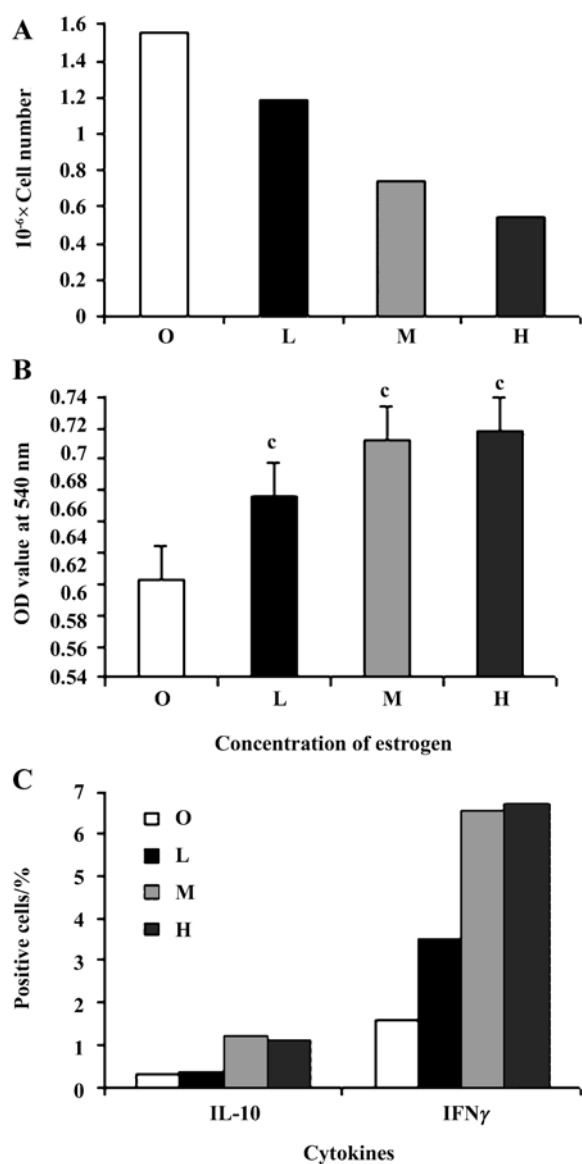 A
10⁻⁶× Cell number
1.6
1.4
1.2
1
0.8
0.6
0.4
0.2
0
O L M H
B
OD value at 540 nm
0.74
0.72
0.7
0.68
0.66
0.64
0.62
0.6
0.58
0.56
0.54
c c c
O L M H
Concentration of estrogen
C
Positive cells/%
7
6
5
4
3
2
1
0
O
L
M
H
IL-10 IFNγ
Cytokines